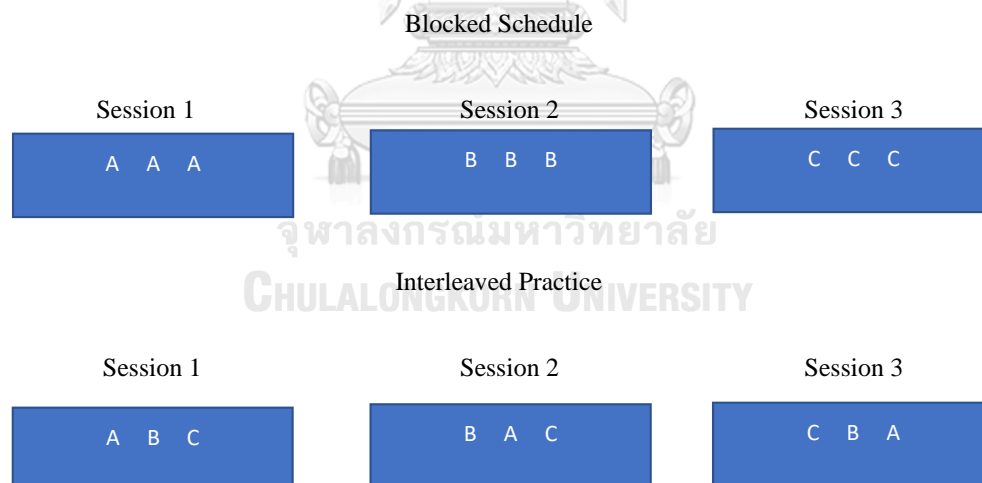 Blocked Schedule
Session 1 Session 2 Session 3
A A A B B B C C C
จุฬาลงกรณ์มหาวิทยาลัย
Interleaved Practice
CHULALONGKORN UNIVERSITY
Session 1 Session 2 Session 3
A B C B A C C B A